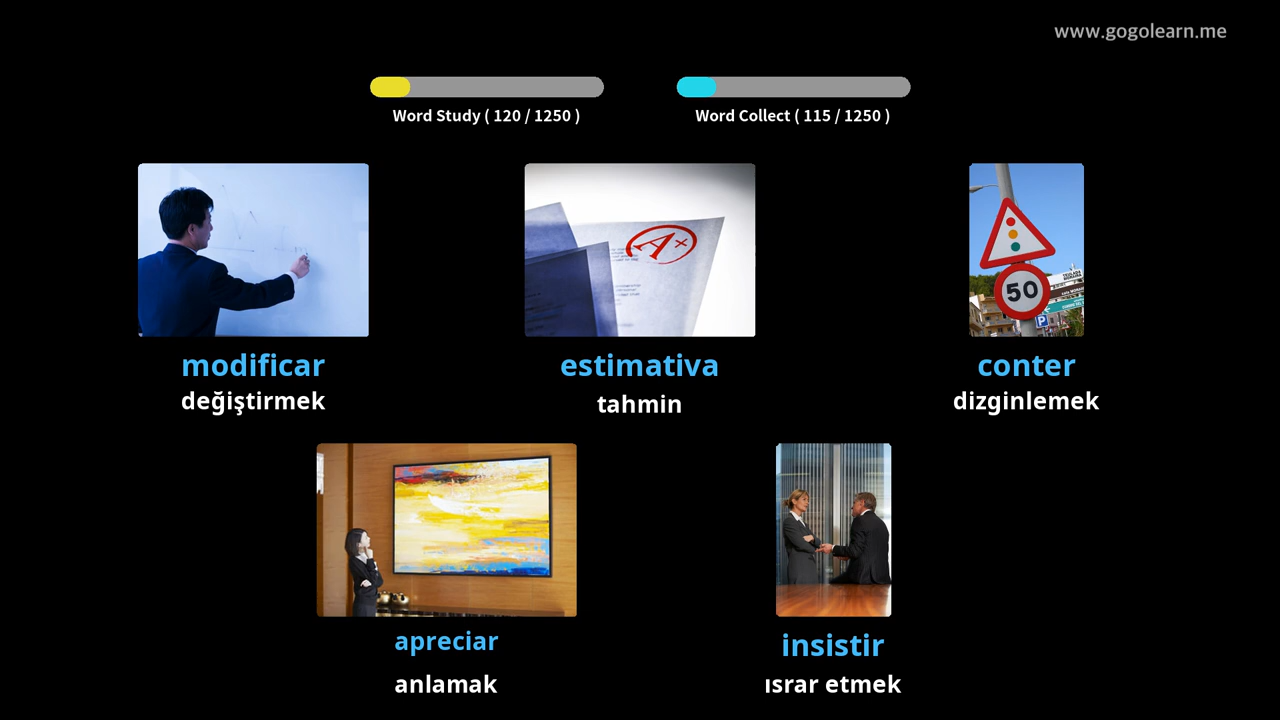 www.gogolearn.me
Word Study ( 120 / 1250 )
Word Collect ( 115 / 1250 )
A+
50
P
modificar
değiştirmek
estimativa
tahmin
conter
dizginlemek
apreciar
anlamak
insistir
ısrar etmek